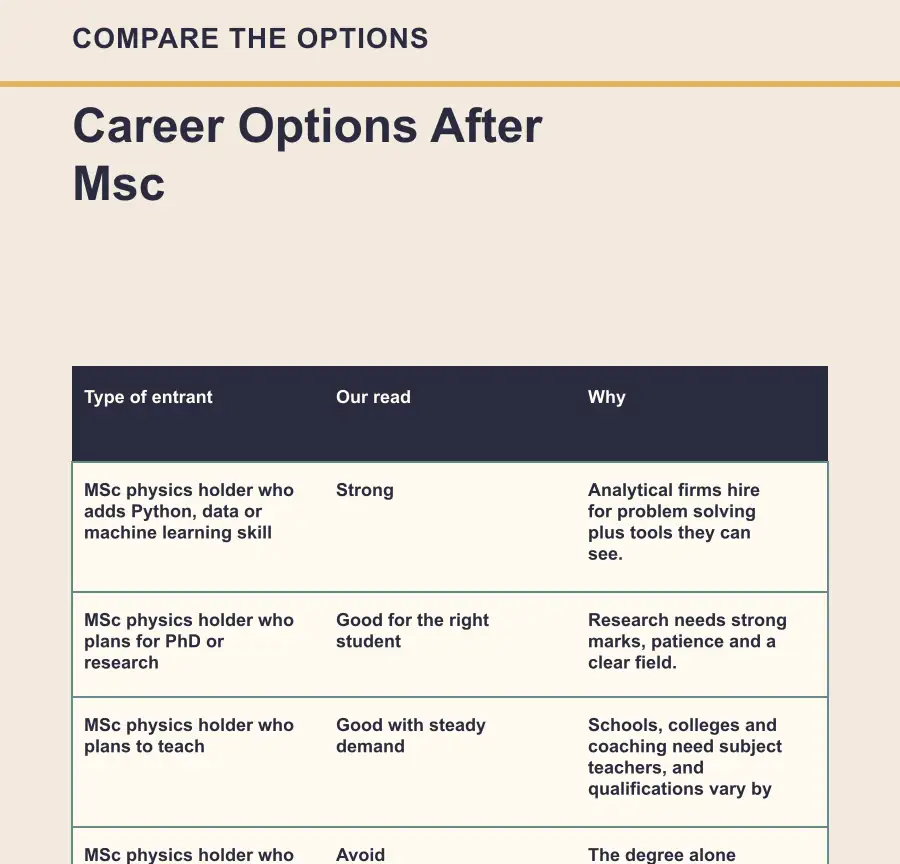 COMPARE THE OPTIONS
Career Options After
Msc
Type of entrant
Our read
Why
MSc physics holder who
adds Python, data or
machine learning skill
Strong
Analytical firms hire
for problem solving
plus tools they can
see.
MSc physics holder who
plans for PhD or
research
Good for the right
student
Research needs strong
marks, patience and a
clear field.
MSc physics holder who
plans to teach
Good with steady
demand
Schools, colleges and
coaching need subject
teachers, and
qualifications vary by
MSc physics holder who
Avoid
The degree alone